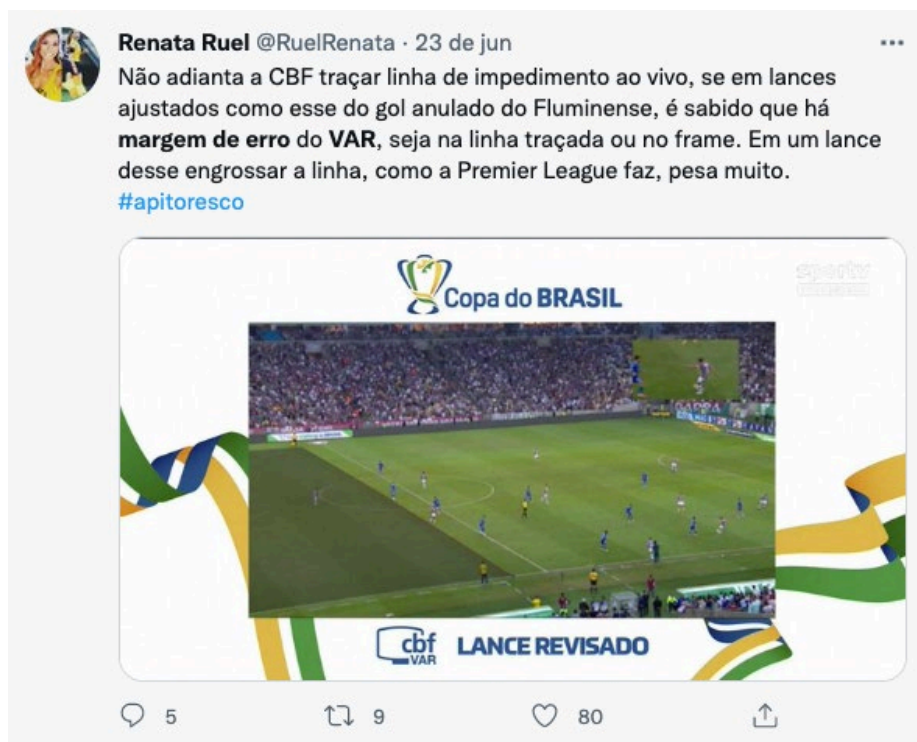 Renata Ruel @RuelRenata · 23 de jun
Não adianta a CBF traçar linha de impedimento ao vivo, se em lances
ajustados como esse do gol anulado do Fluminense, é sabido que há
margem de erro do VAR, seja na linha traçada ou no frame. Em um lance
desse engrossar a linha, como a Premier League faz, pesa muito.
#apitoresco
sportv
Copa do BRASIL
cbf
VAR
LANCE REVISADO
5 9 80